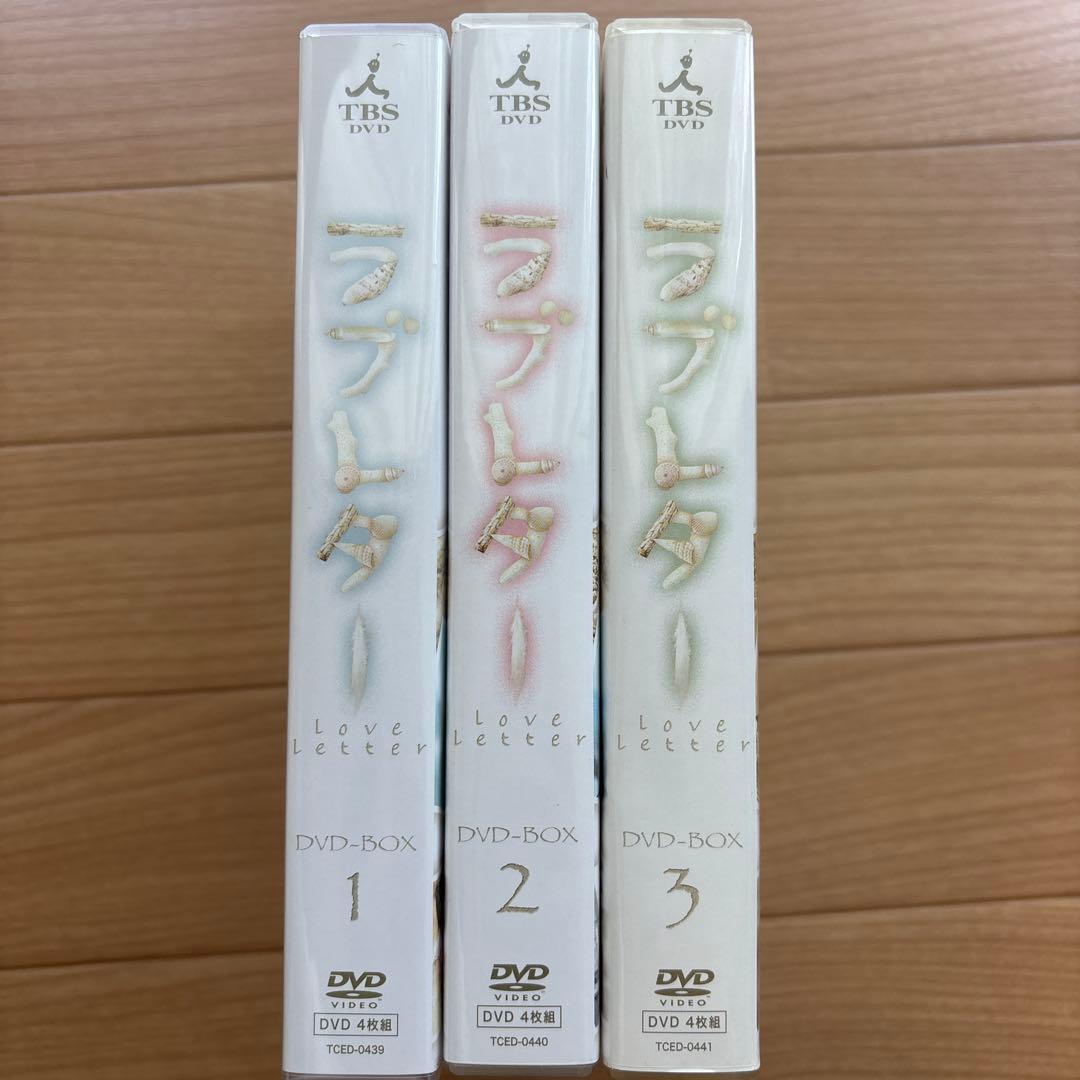 TBS
DVD
ラブレター
Love
Letter
DVD-BOX
1
DVD
VIDEO
DVD 4枚組
TCED-0439
TBS
DVD
ラブレター
Love
Letter
DVD-BOX
2
DVD
VIDEO
DVD 4枚組
TCED-0440
TBS
DVD
ラブレター
Love
Letter
DVD-BOX
3
DVD
VIDEO
DVD 4枚組
TCED-0441